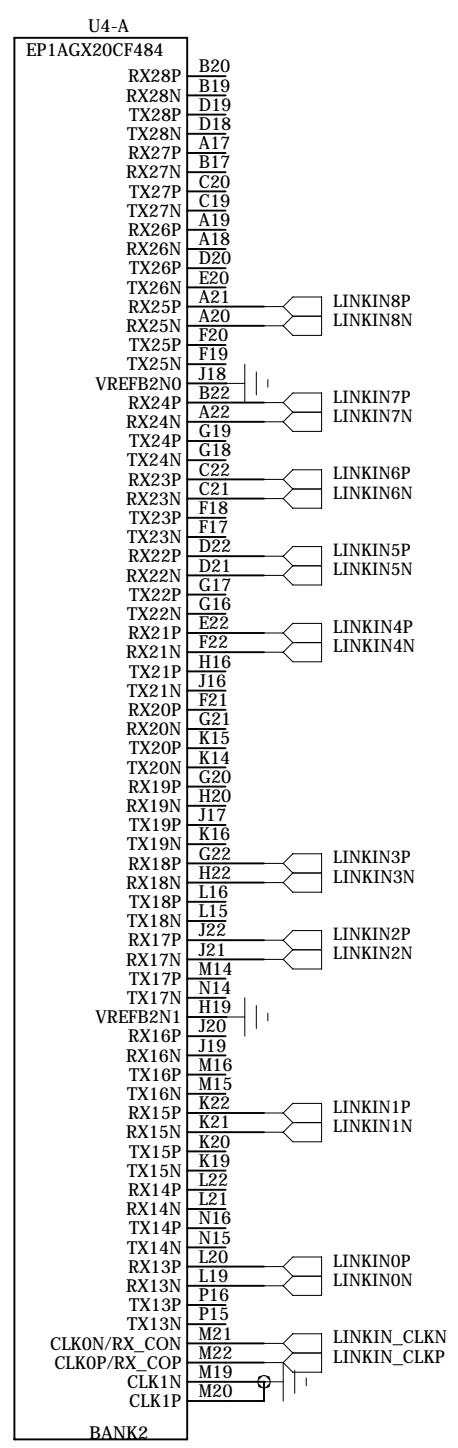 U4-A
EP1AGX20CF484
RX28P B20
RX28N B19
TX28P D19
TX28N D18
RX27P A17
RX27N B17
TX27P C20
TX27N C19
RX26P A19
RX26N A18
TX26P D20
TX26N E20
RX25P A21 LINKIN8P
RX25N A20 LINKIN8N
TX25P F20
TX25N F19
VREFB2N0 J18
RX24P B22 LINKIN7P
RX24N A22 LINKIN7N
TX24P G19
TX24N G18
RX23P C22 LINKIN6P
RX23N C21 LINKIN6N
TX23P F18
TX23N F17
RX22P D22 LINKIN5P
RX22N D21 LINKIN5N
TX22P G17
TX22N G16
RX21P E22 LINKIN4P
RX21N F22 LINKIN4N
TX21P H16
TX21N J16
RX20P F21
RX20N G21
TX20P K15
TX20N K14
RX19P G20
RX19N H20
TX19P J17
TX19N K16
RX18P G22 LINKIN3P
RX18N H22 LINKIN3N
TX18P L16
TX18N L15
RX17P J22 LINKIN2P
RX17N J21 LINKIN2N
TX17P M14
TX17N N14
VREFB2N1 H19
RX16P J20
RX16N J19
TX16P M16
TX16N M15
RX15P K22 LINKIN1P
RX15N K21 LINKIN1N
TX15P K20
TX15N K19
RX14P L22
RX14N L21
TX14P N16
TX14N N15
RX13P L20 LINKIN0P
RX13N L19 LINKIN0N
TX13P P16
TX13N P15
CLK0N/RX_CON M21 LINKIN_CLKN
CLK0P/RX_COP M22 LINKIN_CLKP
CLK1N M19
CLK1P M20
BANK2